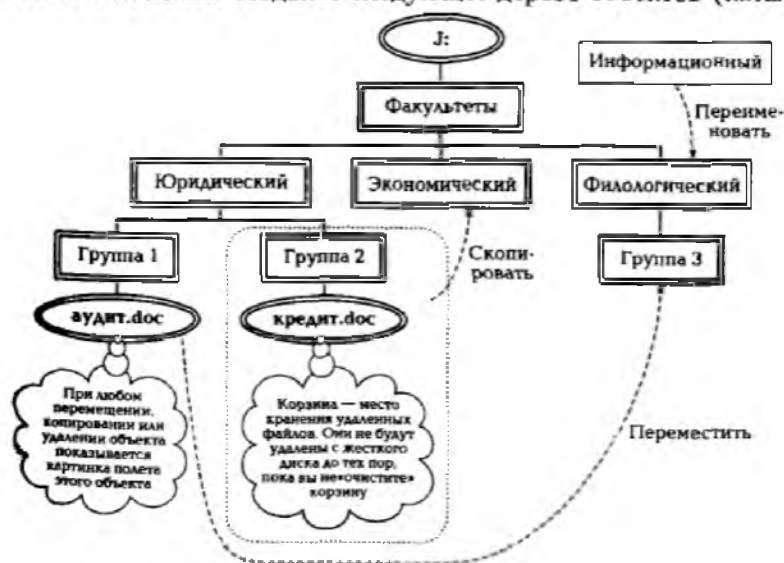 J:
Информационный
Факультеты
Переиме-
новать
Юридический
Экономический
Филологический
Группа 1
Группа 2
Скопи-
ровать
Группа 3
аудит.doc
кредит.doc
При любом
перемещении,
копировании или
удалении объекта
показывается
картинка полета
этого объекта
Корзина — место
хранения удаленных
файлов. Они не будут
удалены с жесткого
диска до тех пор,
пока вы не«очистите»
корзину
Переместить